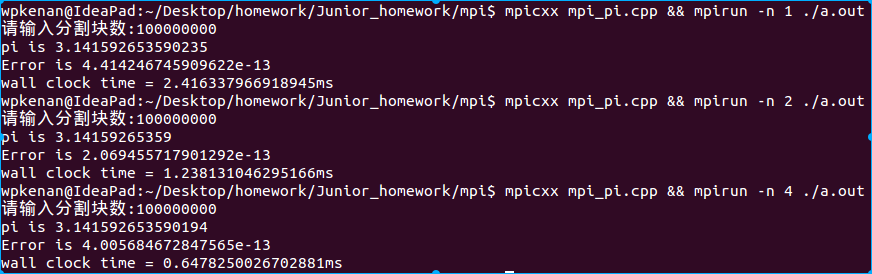 wpkenan@IdeaPad:~/Desktop/homework/Junior_homework/mpi$ mpicxx mpi_pi.cpp && mpirun -n 1 ./a.out
请输入分割块数:100000000
pi is 3.141592653590235
Error is 4.414246745909622e-13
wall clock time = 2.416337966918945ms
wpkenan@IdeaPad:~/Desktop/homework/Junior_homework/mpi$ mpicxx mpi_pi.cpp && mpirun -n 2 ./a.out
请输入分割块数:100000000
pi is 3.14159265359
Error is 2.069455717901292e-13
wall clock time = 1.238131046295166ms
wpkenan@IdeaPad:~/Desktop/homework/Junior_homework/mpi$ mpicxx mpi_pi.cpp && mpirun -n 4 ./a.out
请输入分割块数:100000000
pi is 3.141592653590194
Error is 4.005684672847565e-13
wall clock time = 0.6478250026702881ms